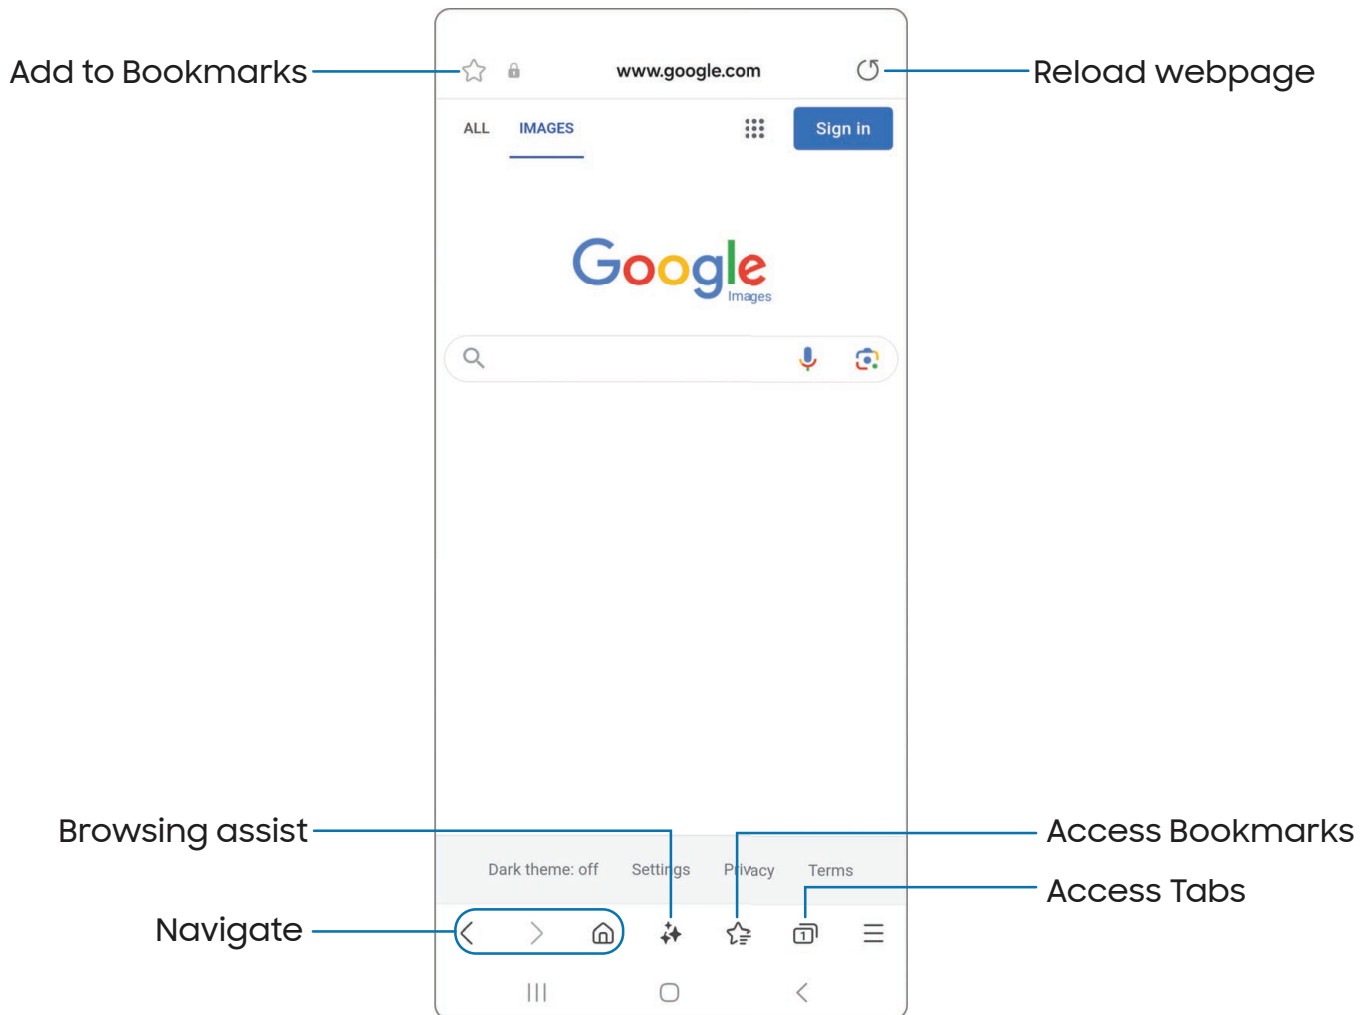 Add to Bookmarks
www.google.com
Reload webpage
ALL IMAGES
Sign in
Google
Images
Browsing assist
Access Bookmarks
Dark theme: off Settings Privacy Terms
Access Tabs
Navigate
1